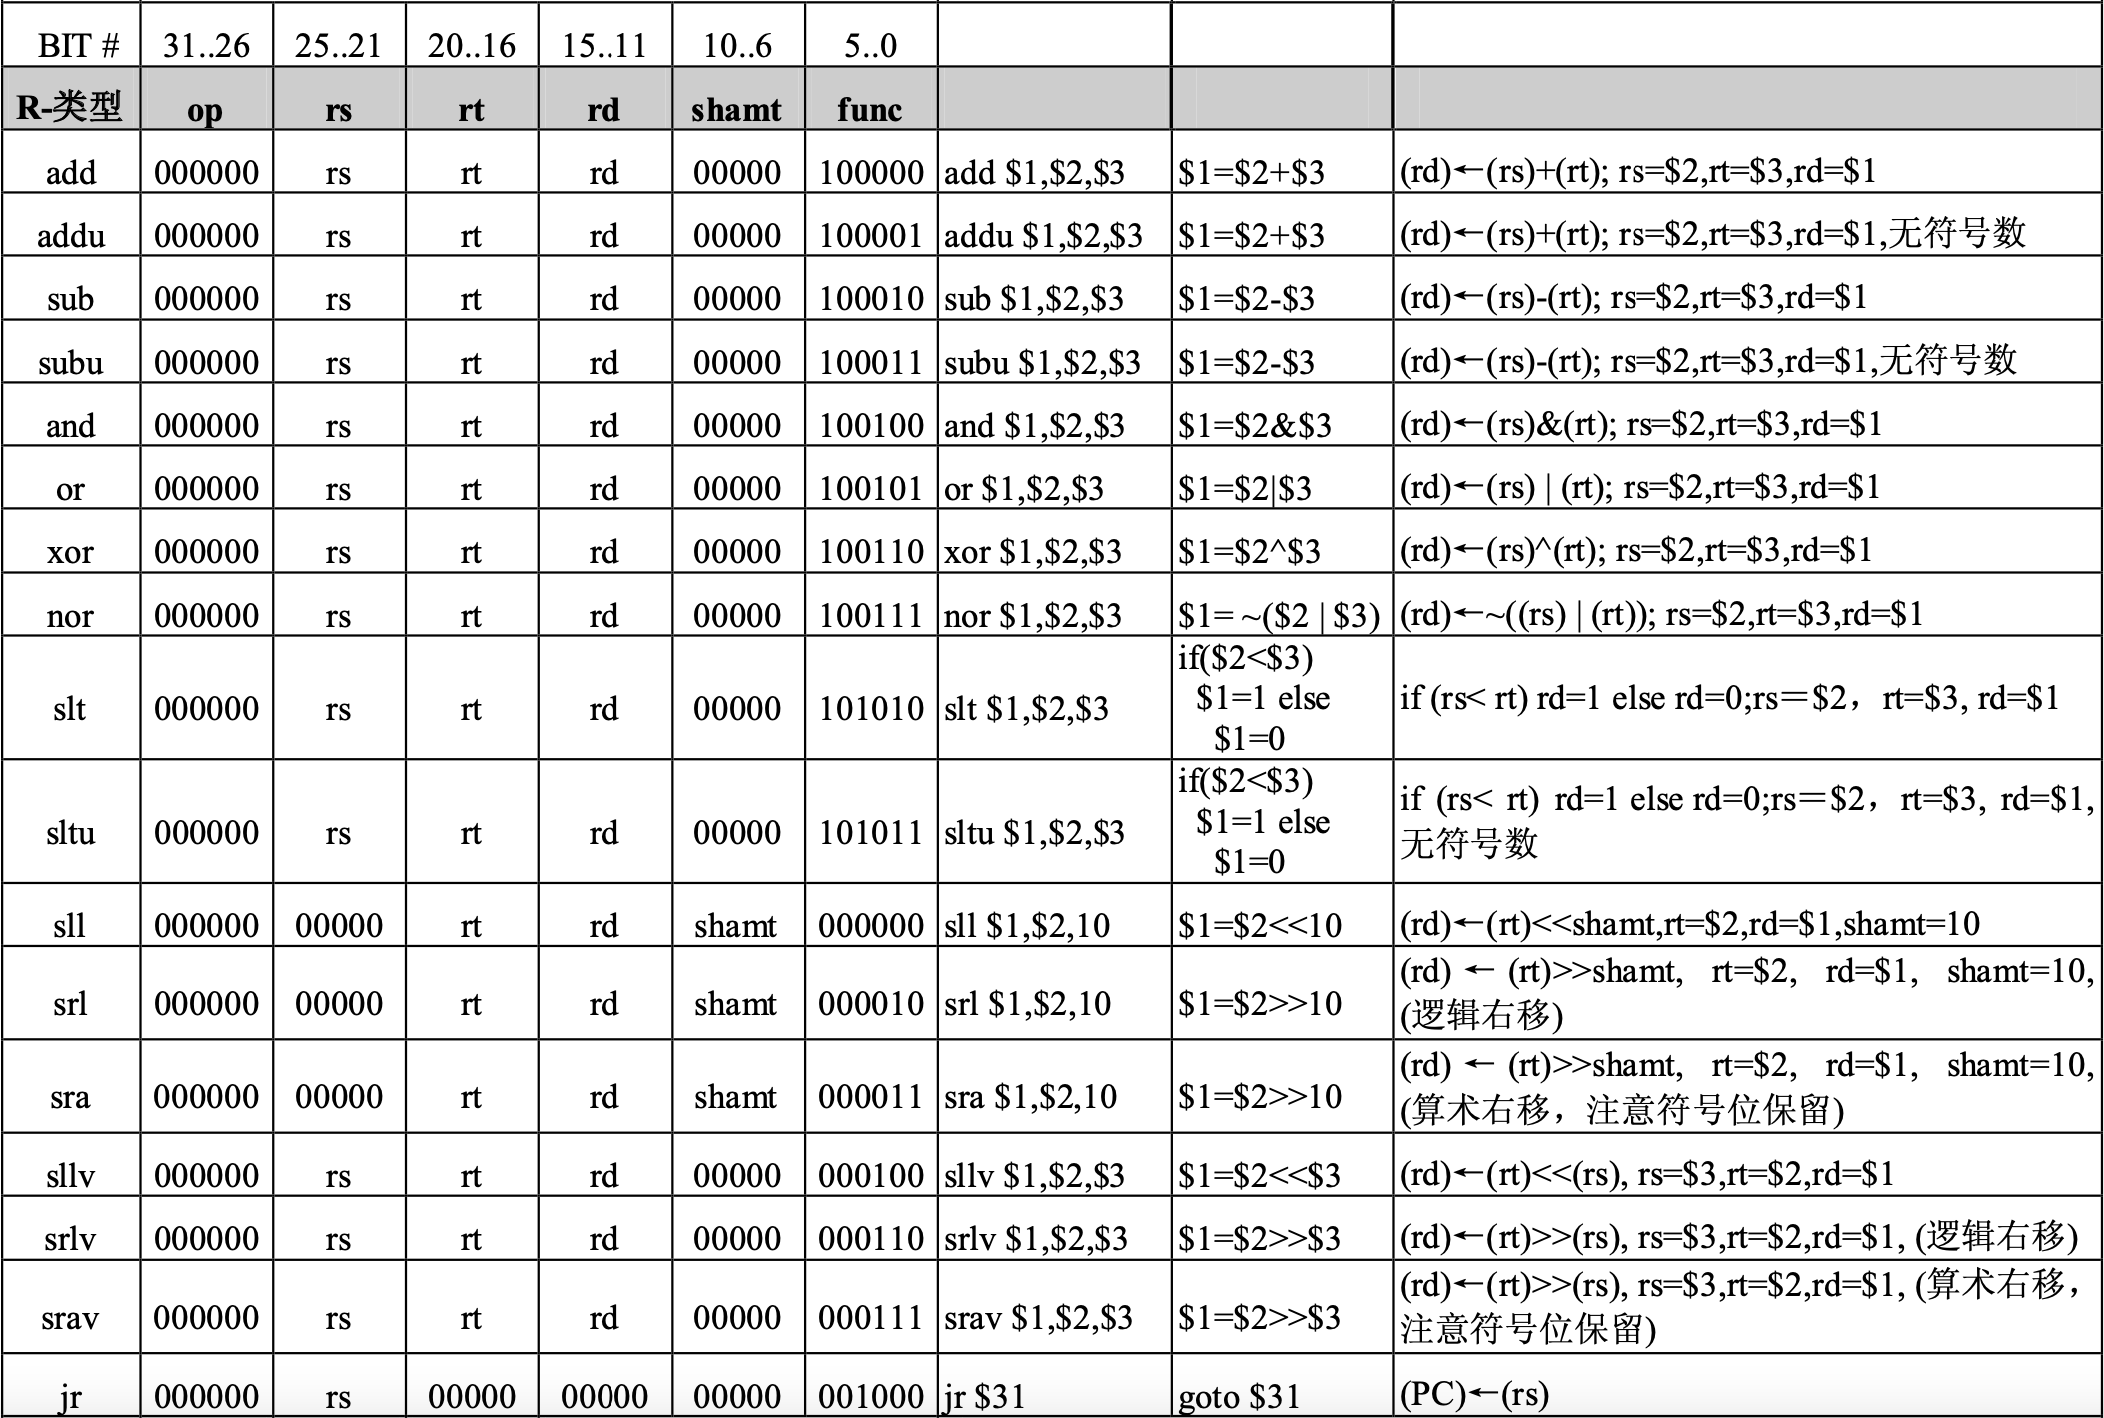 BIT # 31..26 25..21 20..16 15..11 10..6 5..0
R-类型 op rs rt rd shamt func
add 000000 rs rt rd 00000 100000 add $1,$2,$3 $1=$2+$3 (rd)←(rs)+(rt); rs=$2,rt=$3,rd=$1
addu 000000 rs rt rd 00000 100001 addu $1,$2,$3 $1=$2+$3 (rd)←(rs)+(rt); rs=$2,rt=$3,rd=$1,无符号数
sub 000000 rs rt rd 00000 100010 sub $1,$2,$3 $1=$2-$3 (rd)←(rs)-(rt); rs=$2,rt=$3,rd=$1
subu 000000 rs rt rd 00000 100011 subu $1,$2,$3 $1=$2-$3 (rd)←(rs)-(rt); rs=$2,rt=$3,rd=$1,无符号数
and 000000 rs rt rd 00000 100100 and $1,$2,$3 $1=$2&$3 (rd)←(rs)&(rt); rs=$2,rt=$3,rd=$1
or 000000 rs rt rd 00000 100101 or $1,$2,$3 $1=$2|$3 (rd)←(rs) | (rt); rs=$2,rt=$3,rd=$1
xor 000000 rs rt rd 00000 100110 xor $1,$2,$3 $1=$2^$3 (rd)←(rs)^(rt); rs=$2,rt=$3,rd=$1
nor 000000 rs rt rd 00000 100111 nor $1,$2,$3 $1= ~($2 | $3) (rd)←~((rs) | (rt)); rs=$2,rt=$3,rd=$1
slt 000000 rs rt rd 00000 101010 slt $1,$2,$3
if($2<$3)
$1=1 else
$1=0
if (rs< rt) rd=1 else rd=0;rs＝$2，rt=$3, rd=$1
sltu 000000 rs rt rd 00000 101011 sltu $1,$2,$3
if($2<$3)
$1=1 else
$1=0
if (rs< rt) rd=1 else rd=0;rs＝$2，rt=$3, rd=$1,
无符号数
sll 000000 00000 rt rd shamt 000000 sll $1,$2,10 $1=$2<<10 (rd)←(rt)<<shamt,rt=$2,rd=$1,shamt=10
srl 000000 00000 rt rd shamt 000010 srl $1,$2,10 $1=$2>>10 (rd) ← (rt)>>shamt, rt=$2, rd=$1, shamt=10,
(逻辑右移)
sra 000000 00000 rt rd shamt 000011 sra $1,$2,10 $1=$2>>10 (rd) ← (rt)>>shamt, rt=$2, rd=$1, shamt=10,
(算术右移，注意符号位保留)
sllv 000000 rs rt rd 00000 000100 sllv $1,$2,$3 $1=$2<<$3 (rd)←(rt)<<(rs), rs=$3,rt=$2,rd=$1
srlv 000000 rs rt rd 00000 000110 srlv $1,$2,$3 $1=$2>>$3 (rd)←(rt)>>(rs), rs=$3,rt=$2,rd=$1, (逻辑右移)
srav 000000 rs rt rd 00000 000111 srav $1,$2,$3 $1=$2>>$3 (rd)←(rt)>>(rs), rs=$3,rt=$2,rd=$1, (算术右移，
注意符号位保留)
jr 000000 rs 00000 00000 00000 001000 jr $31 goto $31 (PC)←(rs)